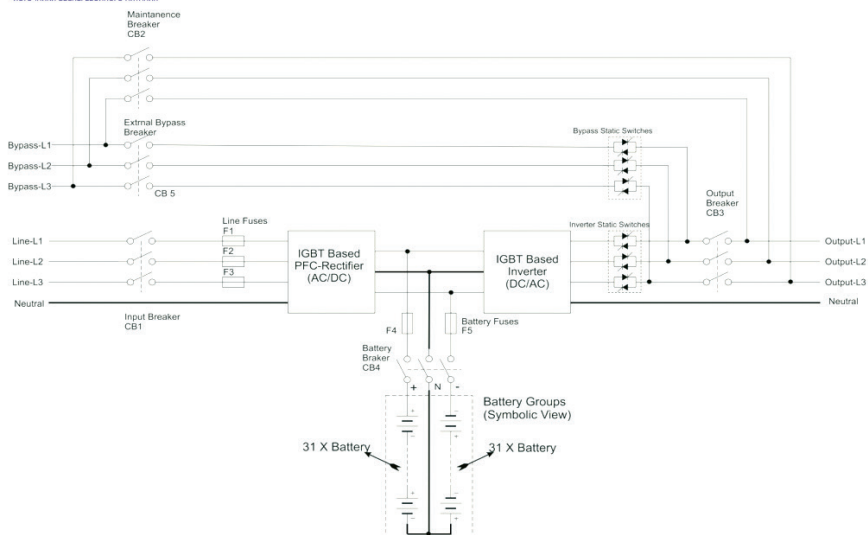 Maintanence
Breaker
CB2
Extrnal Bypass
Breaker
Bypass Static Switches
Bypass-L1
Bypass-L2
Bypass-L3
CB 5
Output
Breaker
CB3
Line Fuses
F1
Inverter Static Switches
Line-L1
Line-L2
Line-L3
F2
F3
IGBT Based
PFC-Rectifier
(AC/DC)
IGBT Based
Inverter
(DC/AC)
Output-L1
Output-L2
Output-L3
Neutral
Neutral
Input Breaker
CB1
F4
Battery Fuses
F5
Battery
Braker
CB4
+ N -
Battery Groups
(Symbolic View)
31 X Battery
31 X Battery